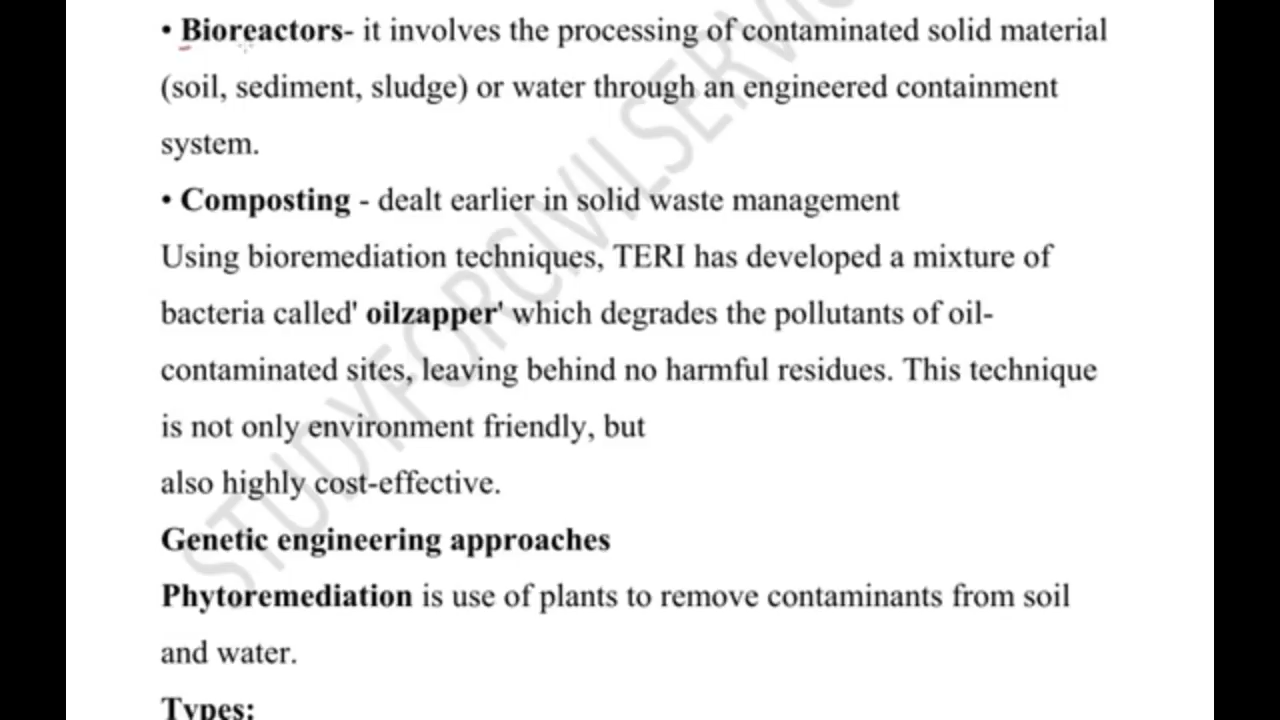 • Bioreactors- it involves the processing of contaminated solid material
(soil, sediment, sludge) or water through an engineered containment
system.
• Composting - dealt earlier in solid waste management
Using bioremediation techniques, TERI has developed a mixture of
bacteria called' oilzapper' which degrades the pollutants of oil-
contaminated sites, leaving behind no harmful residues. This technique
is not only environment friendly, but
also highly cost-effective.
Genetic engineering approaches
Phytoremediation is use of plants to remove contaminants from soil
and water.
Types:
STUDYFORCIVILSERVI